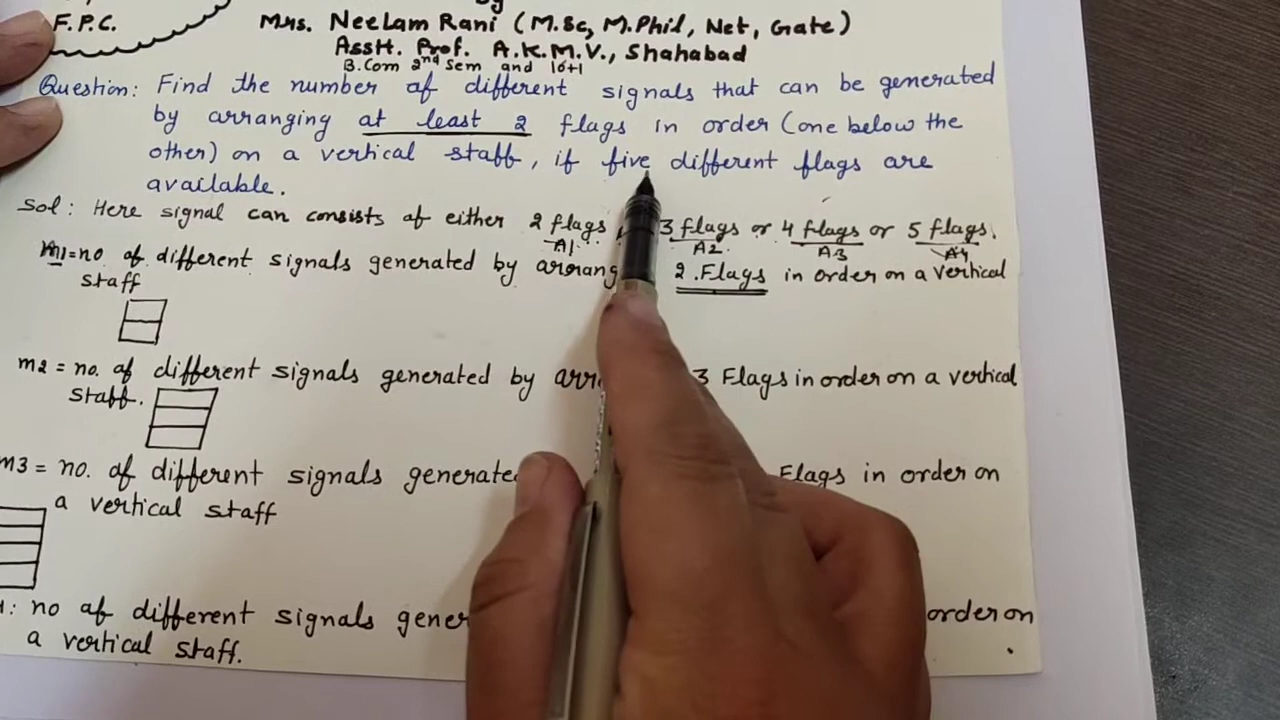 By
F.P.C.
Mrs. Neelam Rani (M.Sc, M.Phil, Net, Gate)
Asstt. Prof. A.K.M.V., Shahabad
B.Com 2nd Sem and 10+1
Question: Find the number of different signals that can be generated
by arranging at least 2 flags in order (one below the
other) on a vertical staff, if five different flags are
available.
Sol: Here signal can consists of either 2 flags, 3 flags or 4 flags or 5 flags.
A1 A2 A3 A4
m1 = no of different signals generated by arrang 2 Flags in order on a vertical
staff
m2 = no. of different signals generated by arr 3 Flags in order on a vertical
staff.
m3 = no. of different signals generated Flags in order on
a vertical staff
: no of different signals gener order on
a vertical staff.